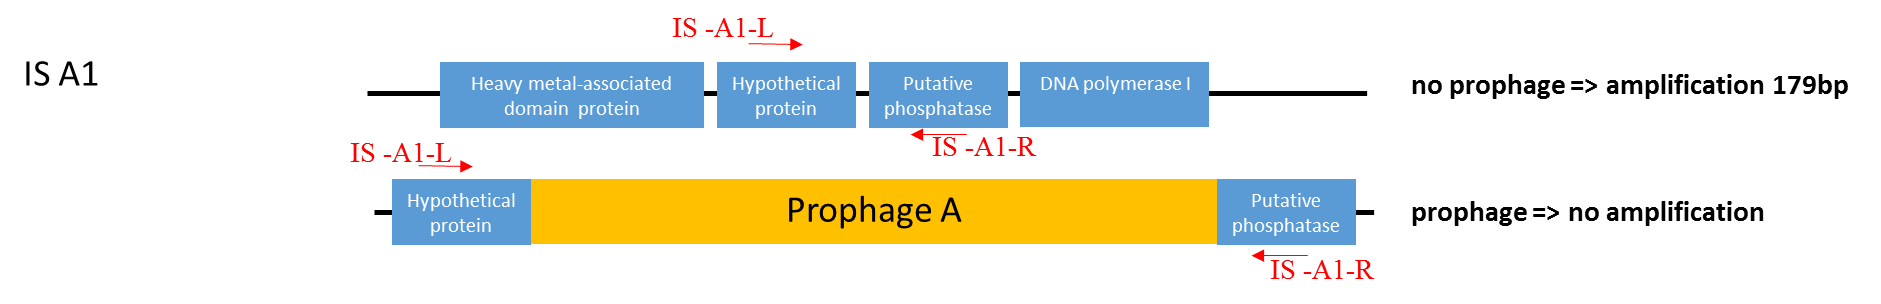 IS -A1-L
IS A1
Heavy metal-associated
domain protein
Hypothetical
protein
Putative
phosphatase
DNA polymerase I
no prophage => amplification 179bp
IS -A1-R
IS -A1-L
Hypothetical
protein
Prophage A
Putative
phosphatase
prophage => no amplification
IS -A1-R